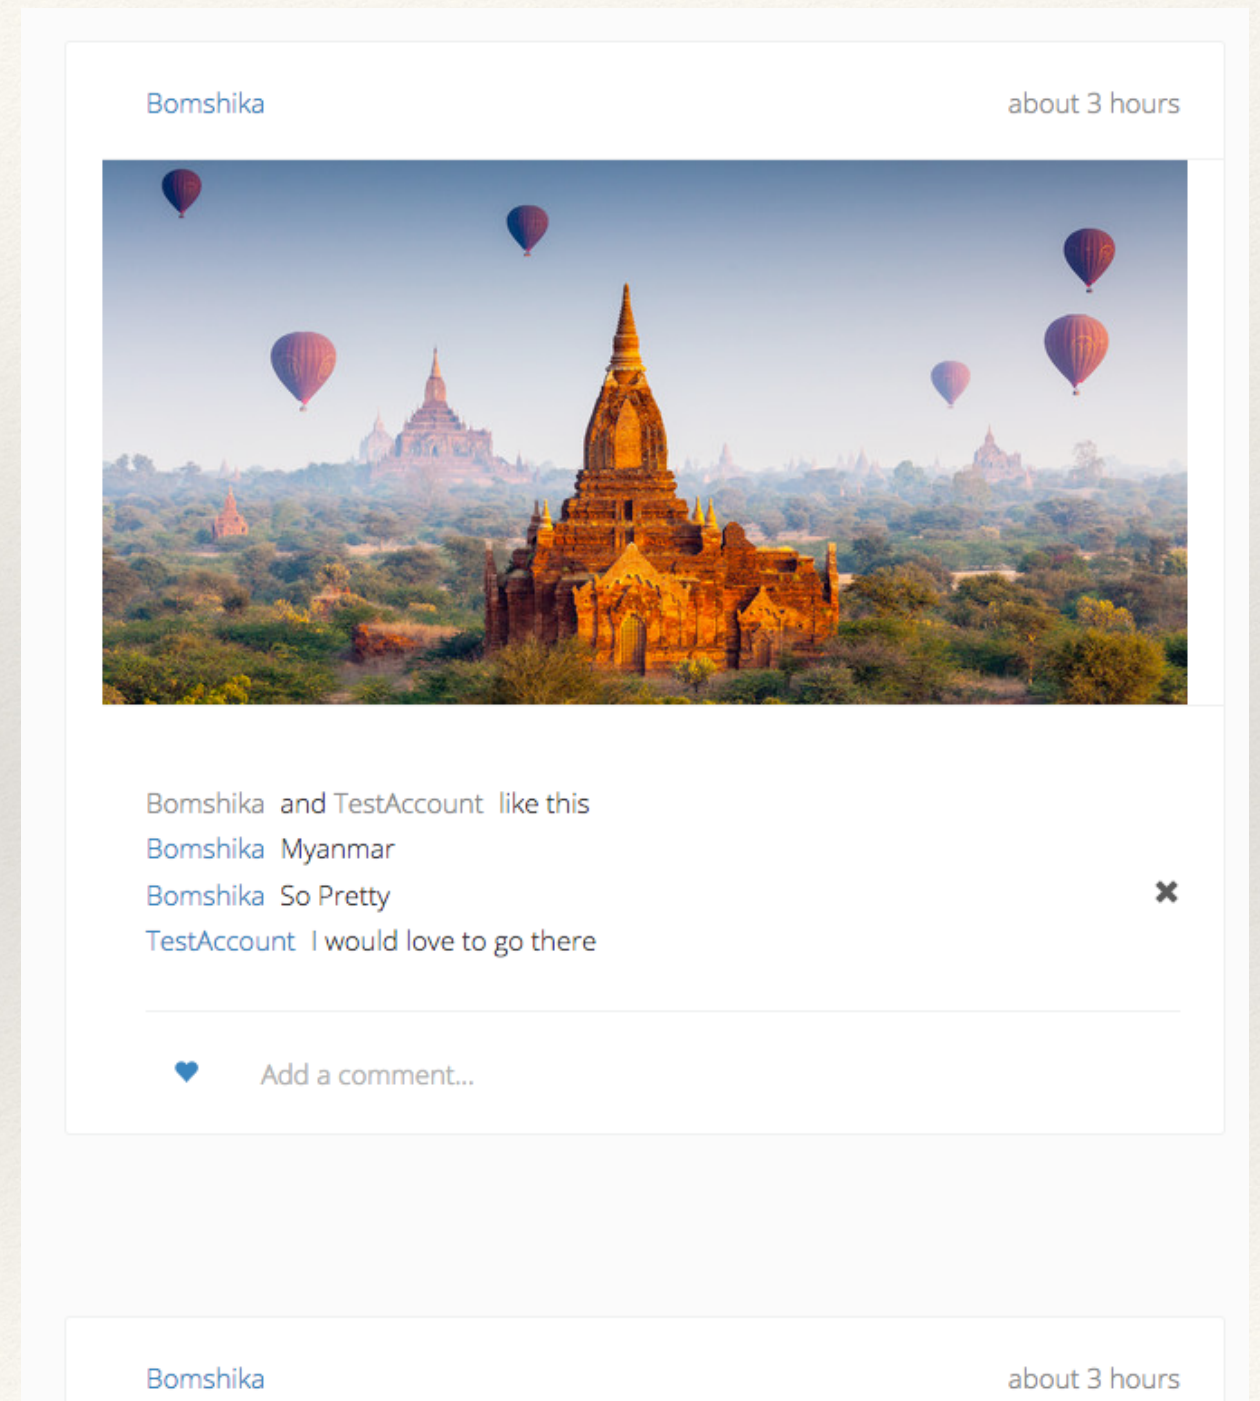 Bomshika about 3 hours
Bomshika and TestAccount like this
Bomshika Myanmar
Bomshika So Pretty
TestAccount I would love to go there
Add a comment...
Bomshika about 3 hours